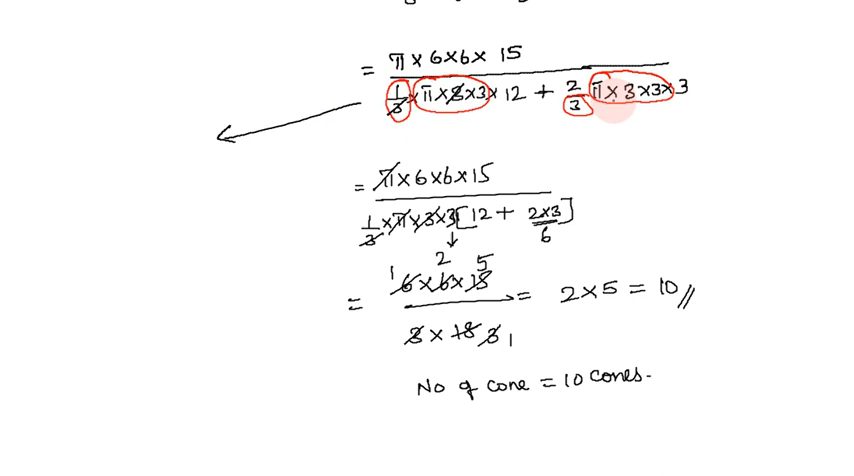 = π × 6 × 6 × 15
1/3 × π × 3 × 3 × 12 + 2/3 π × 3 × 3 × 3
= π × 6 × 6 × 15
1/3 × π × 3 × 3 [12 + 2×3]
6
1 2 5
= 6 × 6 × 15 = 2 × 5 = 10 //
3 × 18 3 1
No of cone = 10 cones.